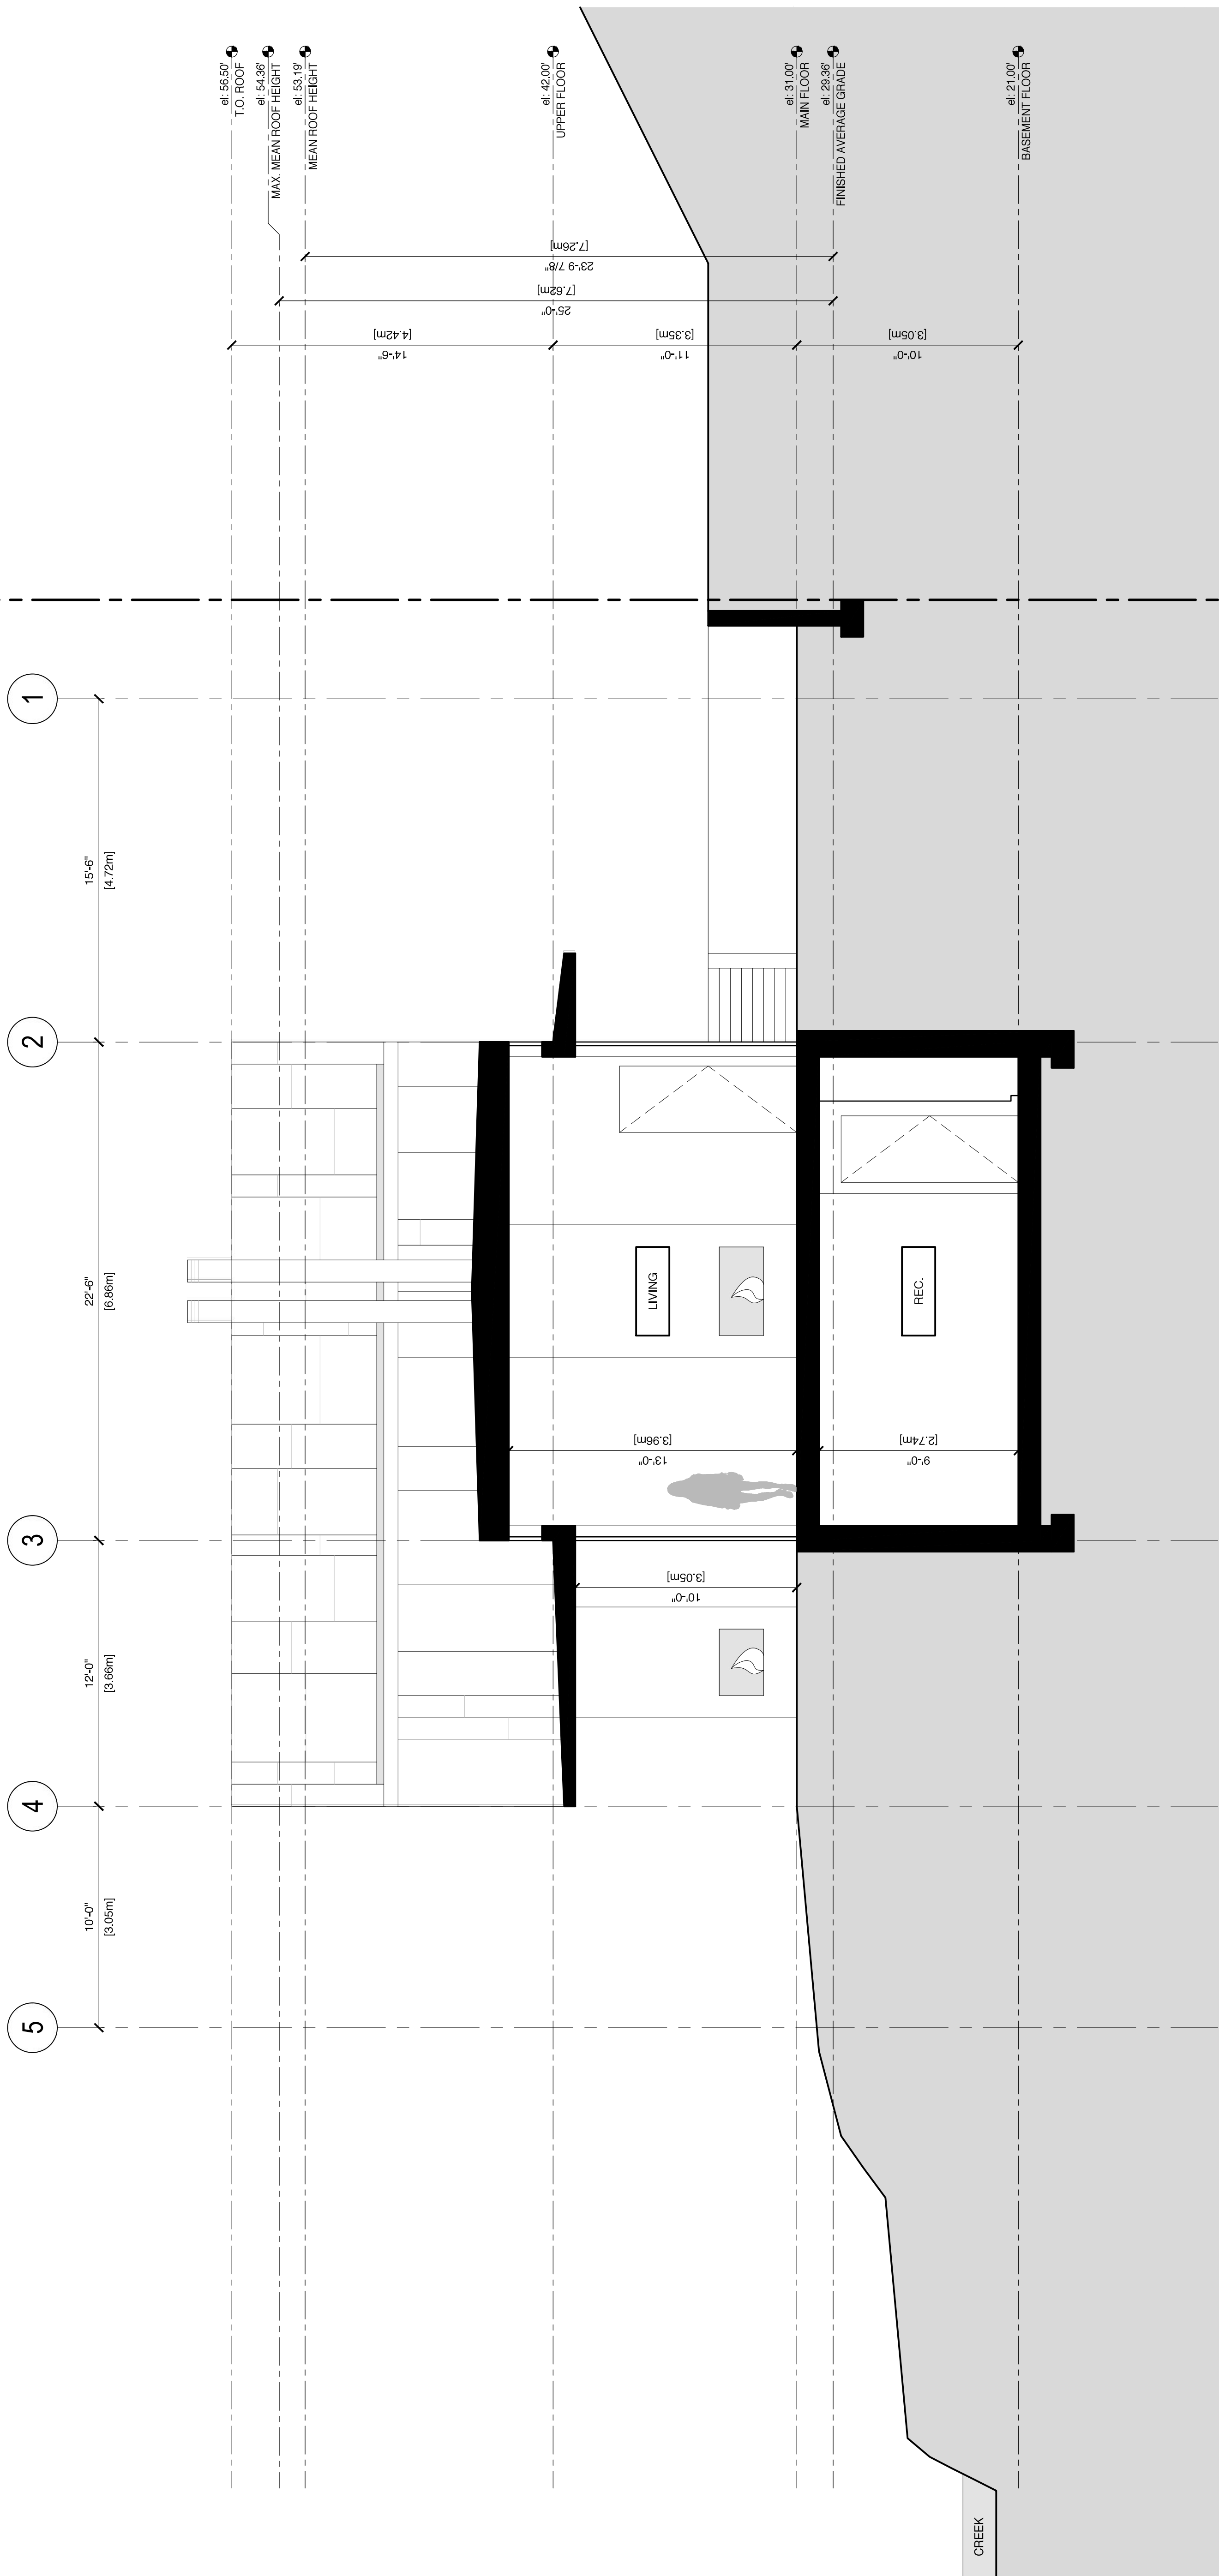 el: 56.50'
T.O. ROOF
el: 54.36'
MAX. MEAN ROOF HEIGHT
el: 53.19'
MEAN ROOF HEIGHT
el: 42.00'
UPPER FLOOR
el: 31.00'
MAIN FLOOR
el: 29.36'
FINISHED AVERAGE GRADE
el: 21.00'
BASEMENT FLOOR
23'-9 7/8"
[7.26m]
25'-0"
[7.62m]
14'-6"
[4.42m]
11'-0"
[3.35m]
10'-0"
[3.05m]
1
15'-6"
[4.72m]
2
22'-6"
[6.86m]
LIVING
REC.
13'-0"
[3.96m]
9'-0"
[2.74m]
3
10'-0"
[3.05m]
12'-0"
[3.66m]
4
10'-0"
[3.05m]
5
CREEK